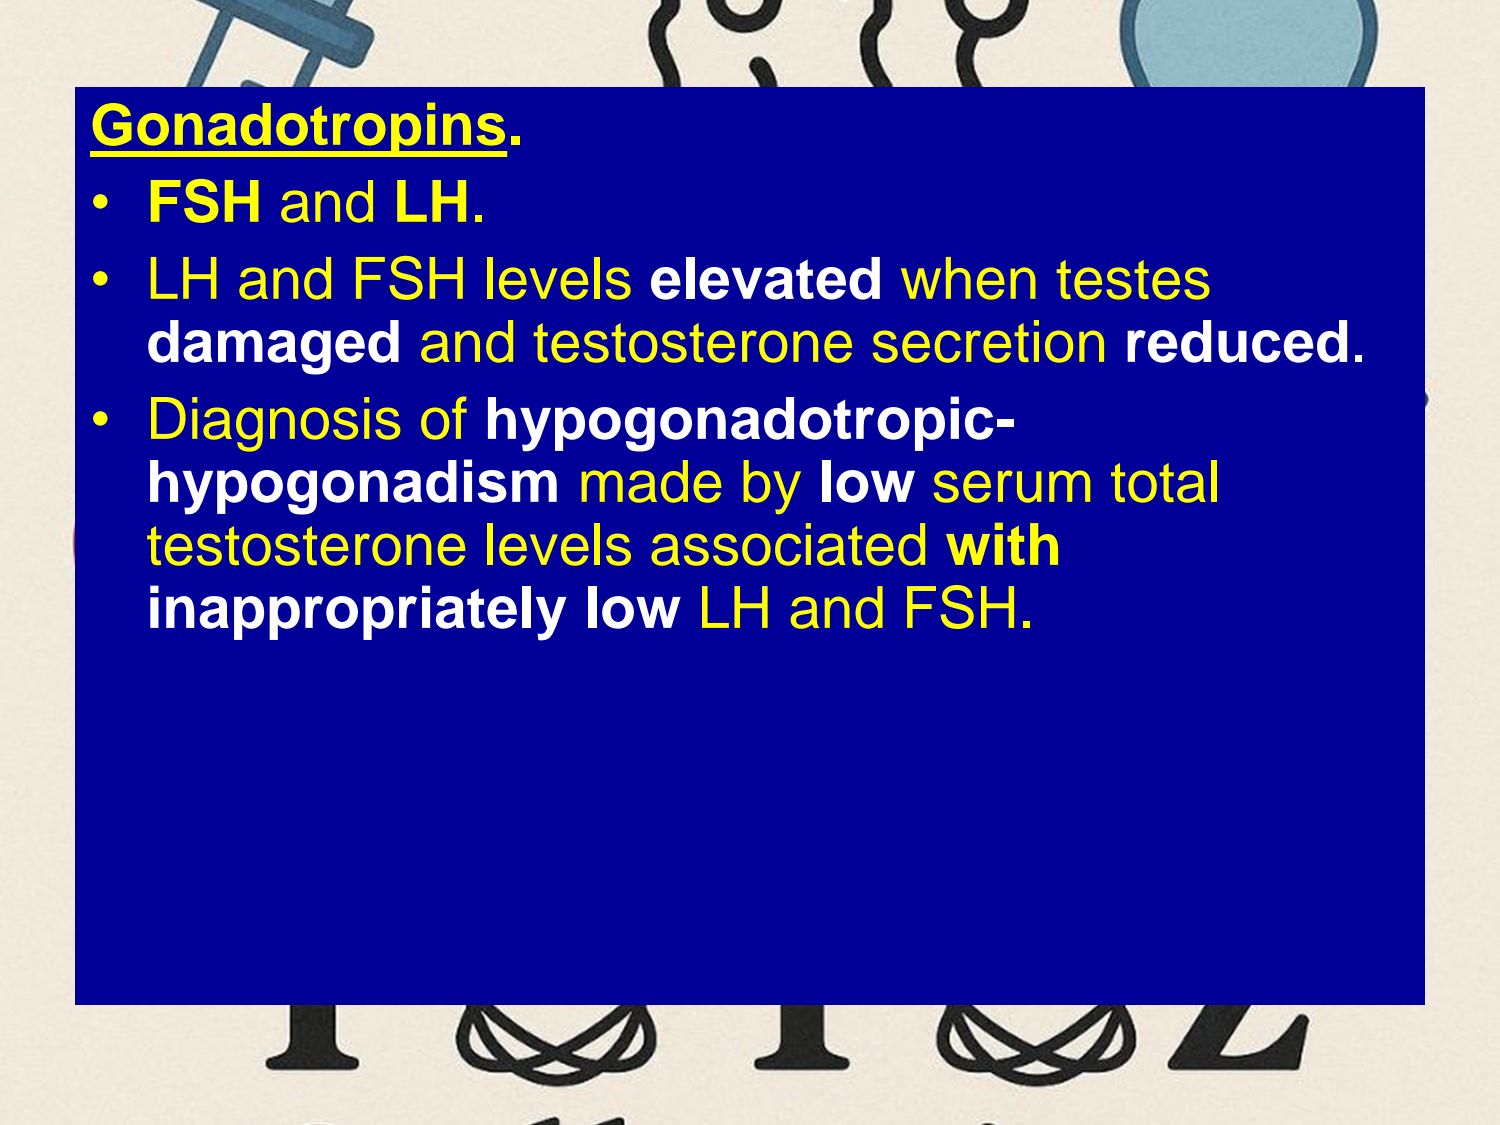 Gonadotropins.
• FSH and LH.
• LH and FSH levels elevated when testes
damaged and testosterone secretion reduced.
• Diagnosis of hypogonadotropic-
hypogonadism made by low serum total
testosterone levels associated with
inappropriately low LH and FSH.